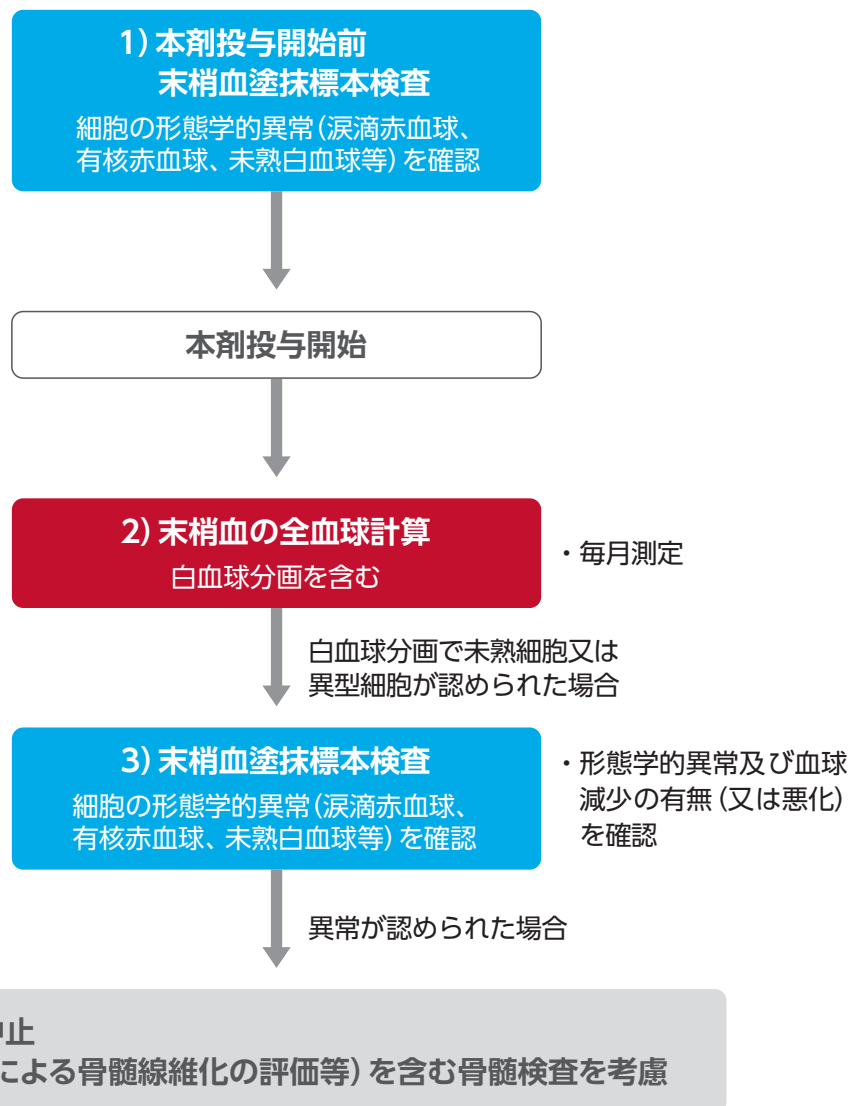 1）本剤投与開始前
末梢血塗抹標本検査
細胞の形態学的異常（涙滴赤血球、
有核赤血球、未熟白血球等）を確認
本剤投与開始
2）末梢血の全血球計算
白血球分画を含む
・毎月測定
白血球分画で未熟細胞又は
異型細胞が認められた場合
3）末梢血塗抹標本検査
細胞の形態学的異常（涙滴赤血球、
有核赤血球、未熟白血球等）を確認
・形態学的異常及び血球
減少の有無（又は悪化）
を確認
異常が認められた場合
止
による骨髄線維化の評価等）を含む骨髄検査を考慮